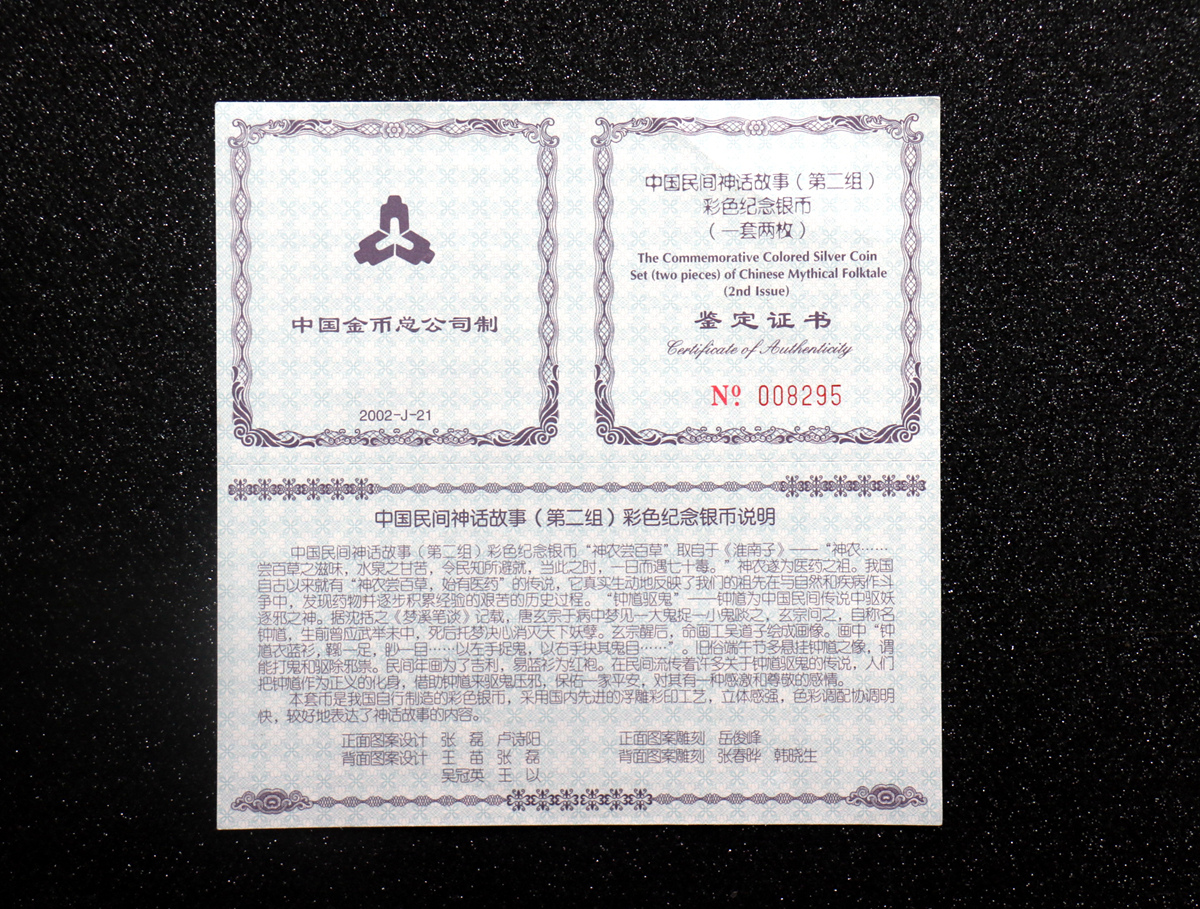 中国金币总公司制
2002-J-21
中国民间神话故事（第二组）
彩色纪念银币
（一套两枚）
The Commemorative Colored Silver Coin
Set (two pieces) of Chinese Mythical Folktale
(2nd Issue)
鉴定证书
Certificate of Authenticity
Nº 008295
中国民间神话故事（第二组）彩色纪念银币说明
中国民间神话故事（第二组）彩色纪念银币“神农尝百草”取自于《淮南子》——“神农……
尝百草之滋味，水泉之甘苦，令民知所避就，当此之时，一日而遇七十毒。”神农遂为医药之祖。我国
自古以来就有“神农尝百草，始有医药”的传说，它真实生动地反映了我们的祖先在与自然和疾病作斗
争中，发现药物并逐步积累经验的艰苦的历史过程。“钟馗驱鬼”——钟馗为中国民间传说中驱妖
逐邪之神。据沈括之《梦溪笔谈》记载，唐玄宗于病中梦见一大鬼捉一小鬼啖之，玄宗问之，自称名
钟馗，生前曾应武举未中，死后托梦决心消灭天下妖孽。玄宗醒后，命画工吴道子绘成画像。画中“钟
馗衣蓝衫，鞹一足，眇一目……以左手捉鬼，以右手抉其鬼目……”。旧俗端午节多悬挂钟馗之像，谓
能打鬼和驱除邪祟。民间年画为了吉利，易蓝衫为红袍。在民间流传着许多关于钟馗驱鬼的传说，人们
把钟馗作为正义的化身，借助钟馗来驱鬼压邪，保佑一家平安，对其有一种感激和尊敬的感情。
本套币是我国自行制造的彩色银币，采用国内先进的浮雕彩印工艺，立体感强，色彩调配协调明
快，较好地表达了神话故事的内容。
正面图案设计 张磊 卢诗阳 正面图案雕刻 岳俊峰
背面图案设计 王苗 张磊 背面图案雕刻 张春晔 韩晓生
吴冠英 王以